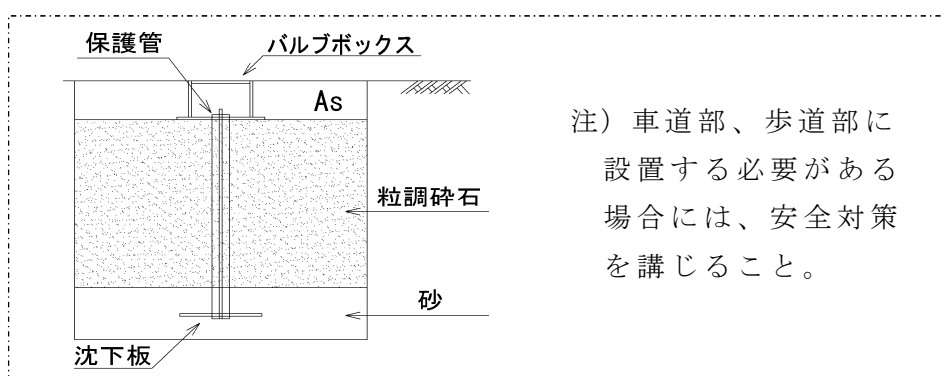 保護管
バルブボックス
As
粒調砕石
砂
沈下板
注）車道部、歩道部に
設置する必要がある
場合には、安全対策
を講じること。